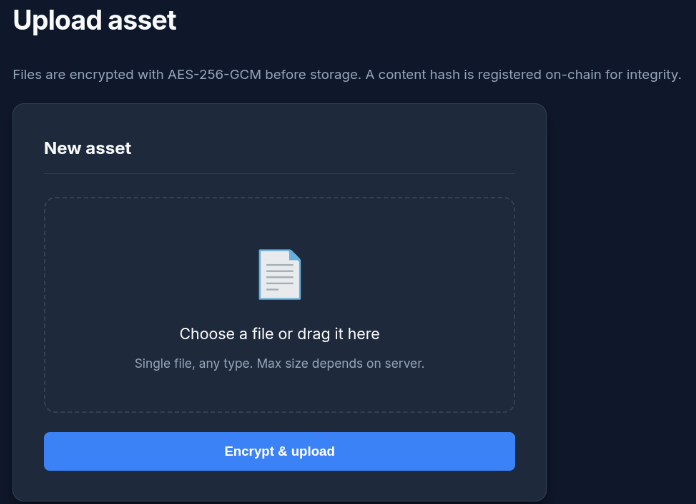 Upload asset
Files are encrypted with AES-256-GCM before storage. A content hash is registered on-chain for integrity.
New asset
Choose a file or drag it here
Single file, any type. Max size depends on server.
Encrypt & upload